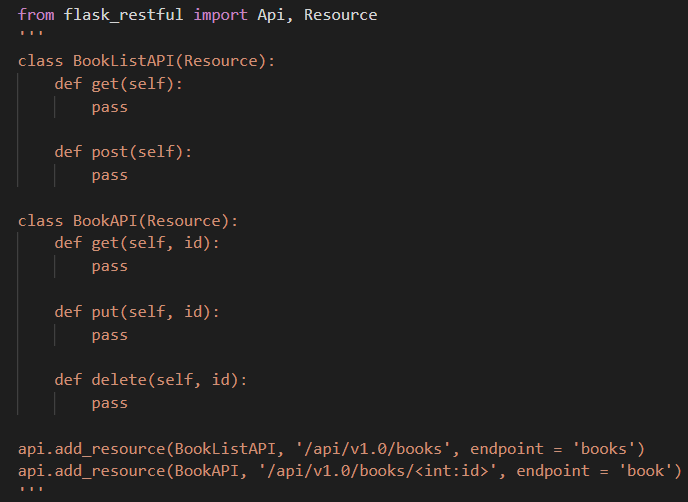 from flask_restful import Api, Resource
'''
class BookListAPI(Resource):
    def get(self):
        pass

    def post(self):
        pass

class BookAPI(Resource):
    def get(self, id):
        pass

    def put(self, id):
        pass

    def delete(self, id):
        pass

api.add_resource(BookListAPI, '/api/v1.0/books', endpoint = 'books')
api.add_resource(BookAPI, '/api/v1.0/books/<int:id>', endpoint = 'book')
'''